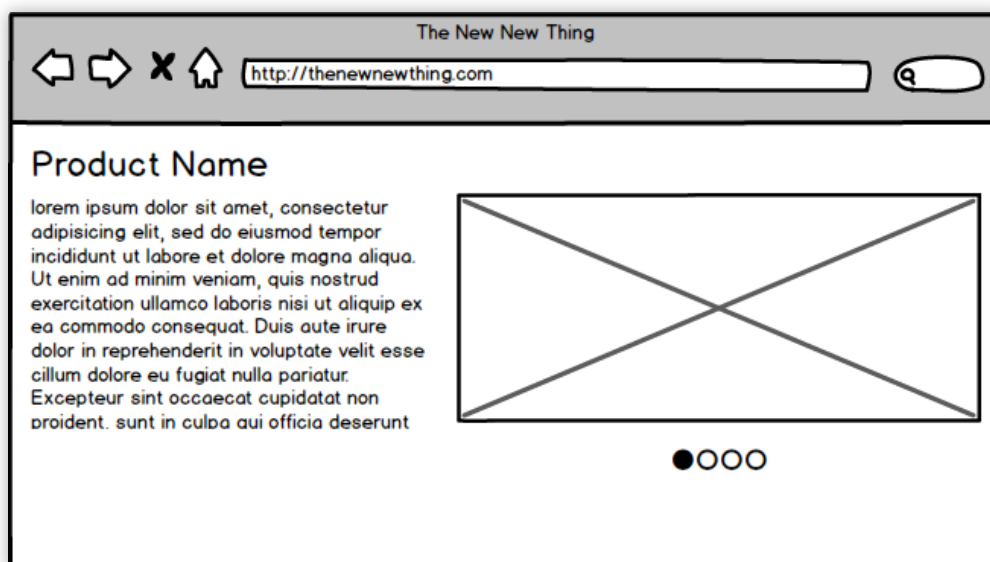 The New New Thing
http://thenewnewthing.com
Product Name
lorem ipsum dolor sit amet, consectetur
adipisicing elit, sed do eiusmod tempor
incididunt ut labore et dolore magna aliqua.
Ut enim ad minim veniam, quis nostrud
exercitation ullamco laboris nisi ut aliquip ex
ea commodo consequat. Duis aute irure
dolor in reprehenderit in voluptate velit esse
cillum dolore eu fugiat nulla pariatur.
Excepteur sint occaecat cupidatat non
proident, sunt in culpa qui officia deserunt